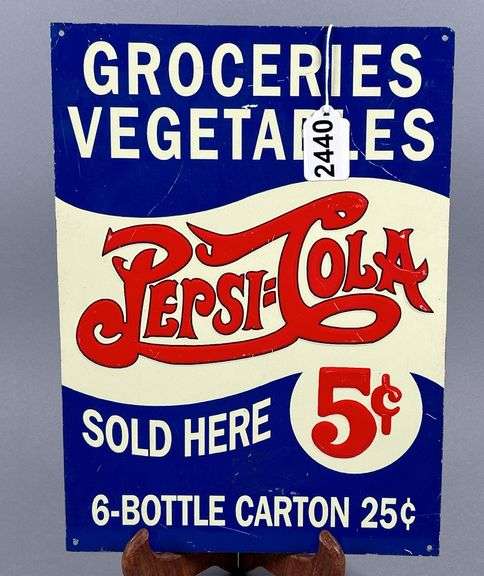 GROCERIES
VEGETABLES
2440
PEPSI=COLA
SOLD HERE
5¢
6-BOTTLE CARTON 25¢